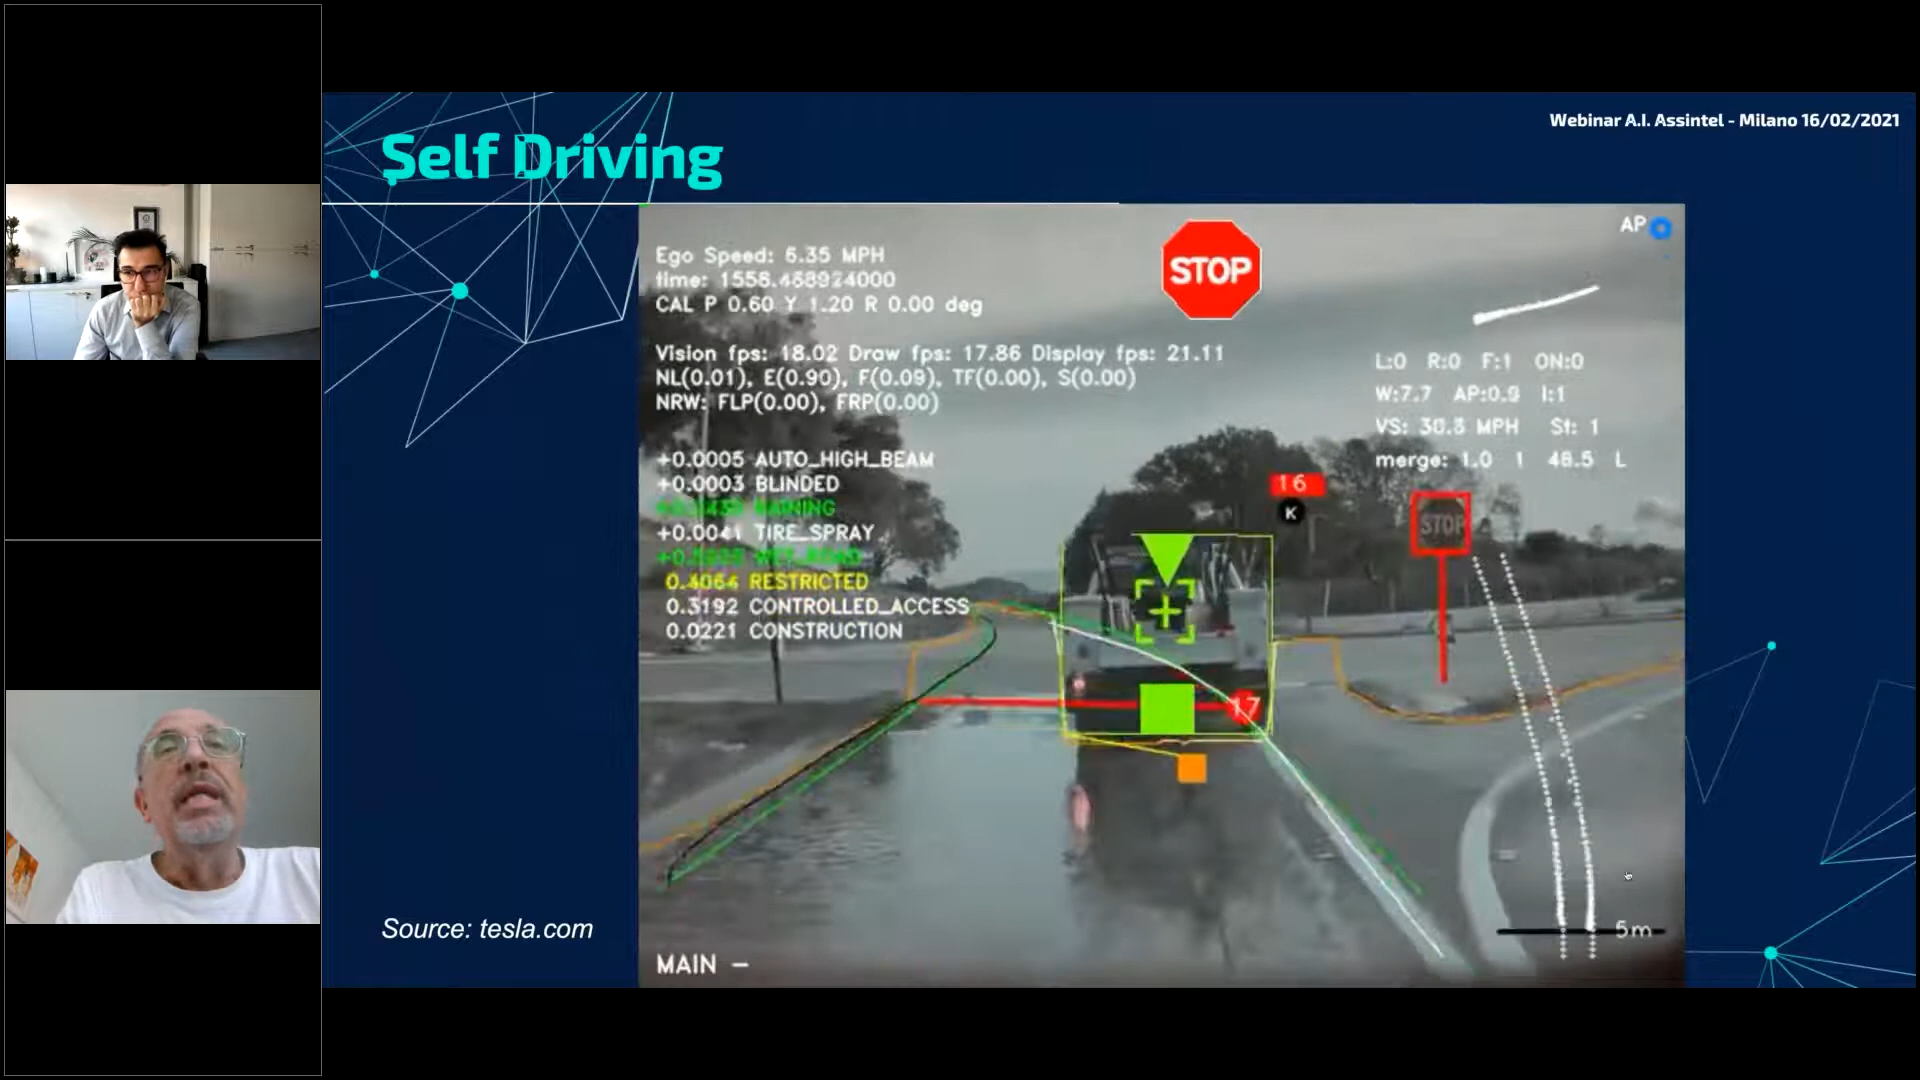 Webinar A.I. Assintel - Milano 16/02/2021
Self Driving
STOP
AP
Ego Speed: 6.35 MPH
time: 1558.468924000
CAL P 0.60 Y 1.20 R 0.00 deg
Vision fps: 18.02 Draw fps: 17.86 Display fps: 21.11
NL(0.01), E(0.90), F(0.09), TF(0.00), S(0.00)
NRW: FLP(0.00), FRP(0.00)
L:0 R:0 F:1 ON:0
W:7.7 AP:0.9 I:1
VS: 30.3 MPH St: 1
merge: 1.0 1 46.5 L
+0.0005 AUTO_HIGH_BEAM
+0.0003 BLINDED
RAINING
+0.0041 TIRE_SPRAY
WET_ROAD
0.4064 RESTRICTED
0.3192 CONTROLLED_ACCESS
0.0221 CONSTRUCTION
16
K
STOP
17
5m
Source: tesla.com
MAIN –